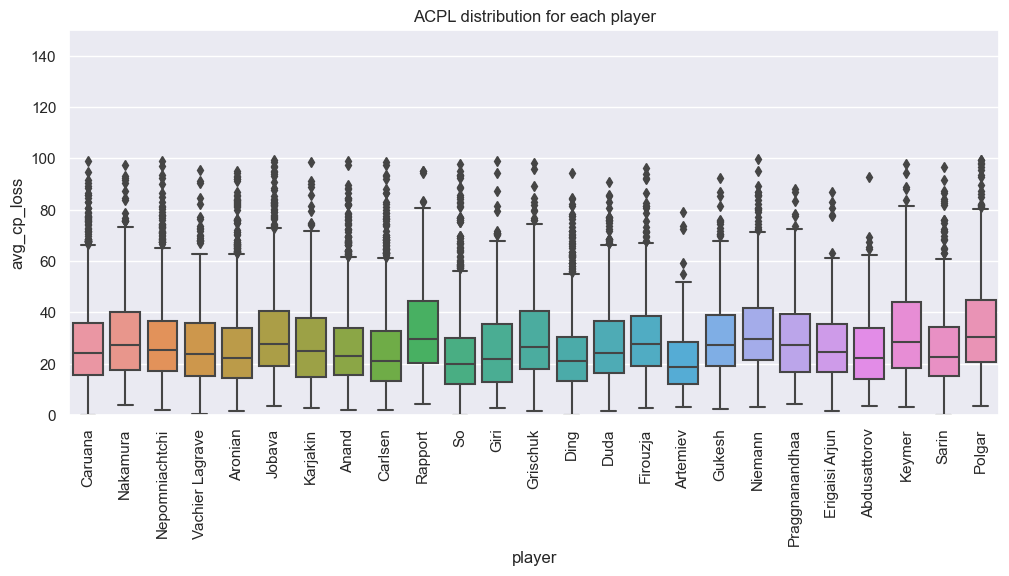 ACPL distribution for each player
avg_cp_loss
140
120
100
80
60
40
20
0
Caruana
Nakamura
Nepomniachtchi
Vachier Lagrave
Aronian
Jobava
Karjakin
Anand
Carlsen
Rapport
So
Giri
Grischuk
Ding
Duda
Firouzja
Artemiev
Gukesh
Niemann
Praggnanandhaa
Erigaisi Arjun
Abdusattorov
Keymer
Sarin
Polgar
player